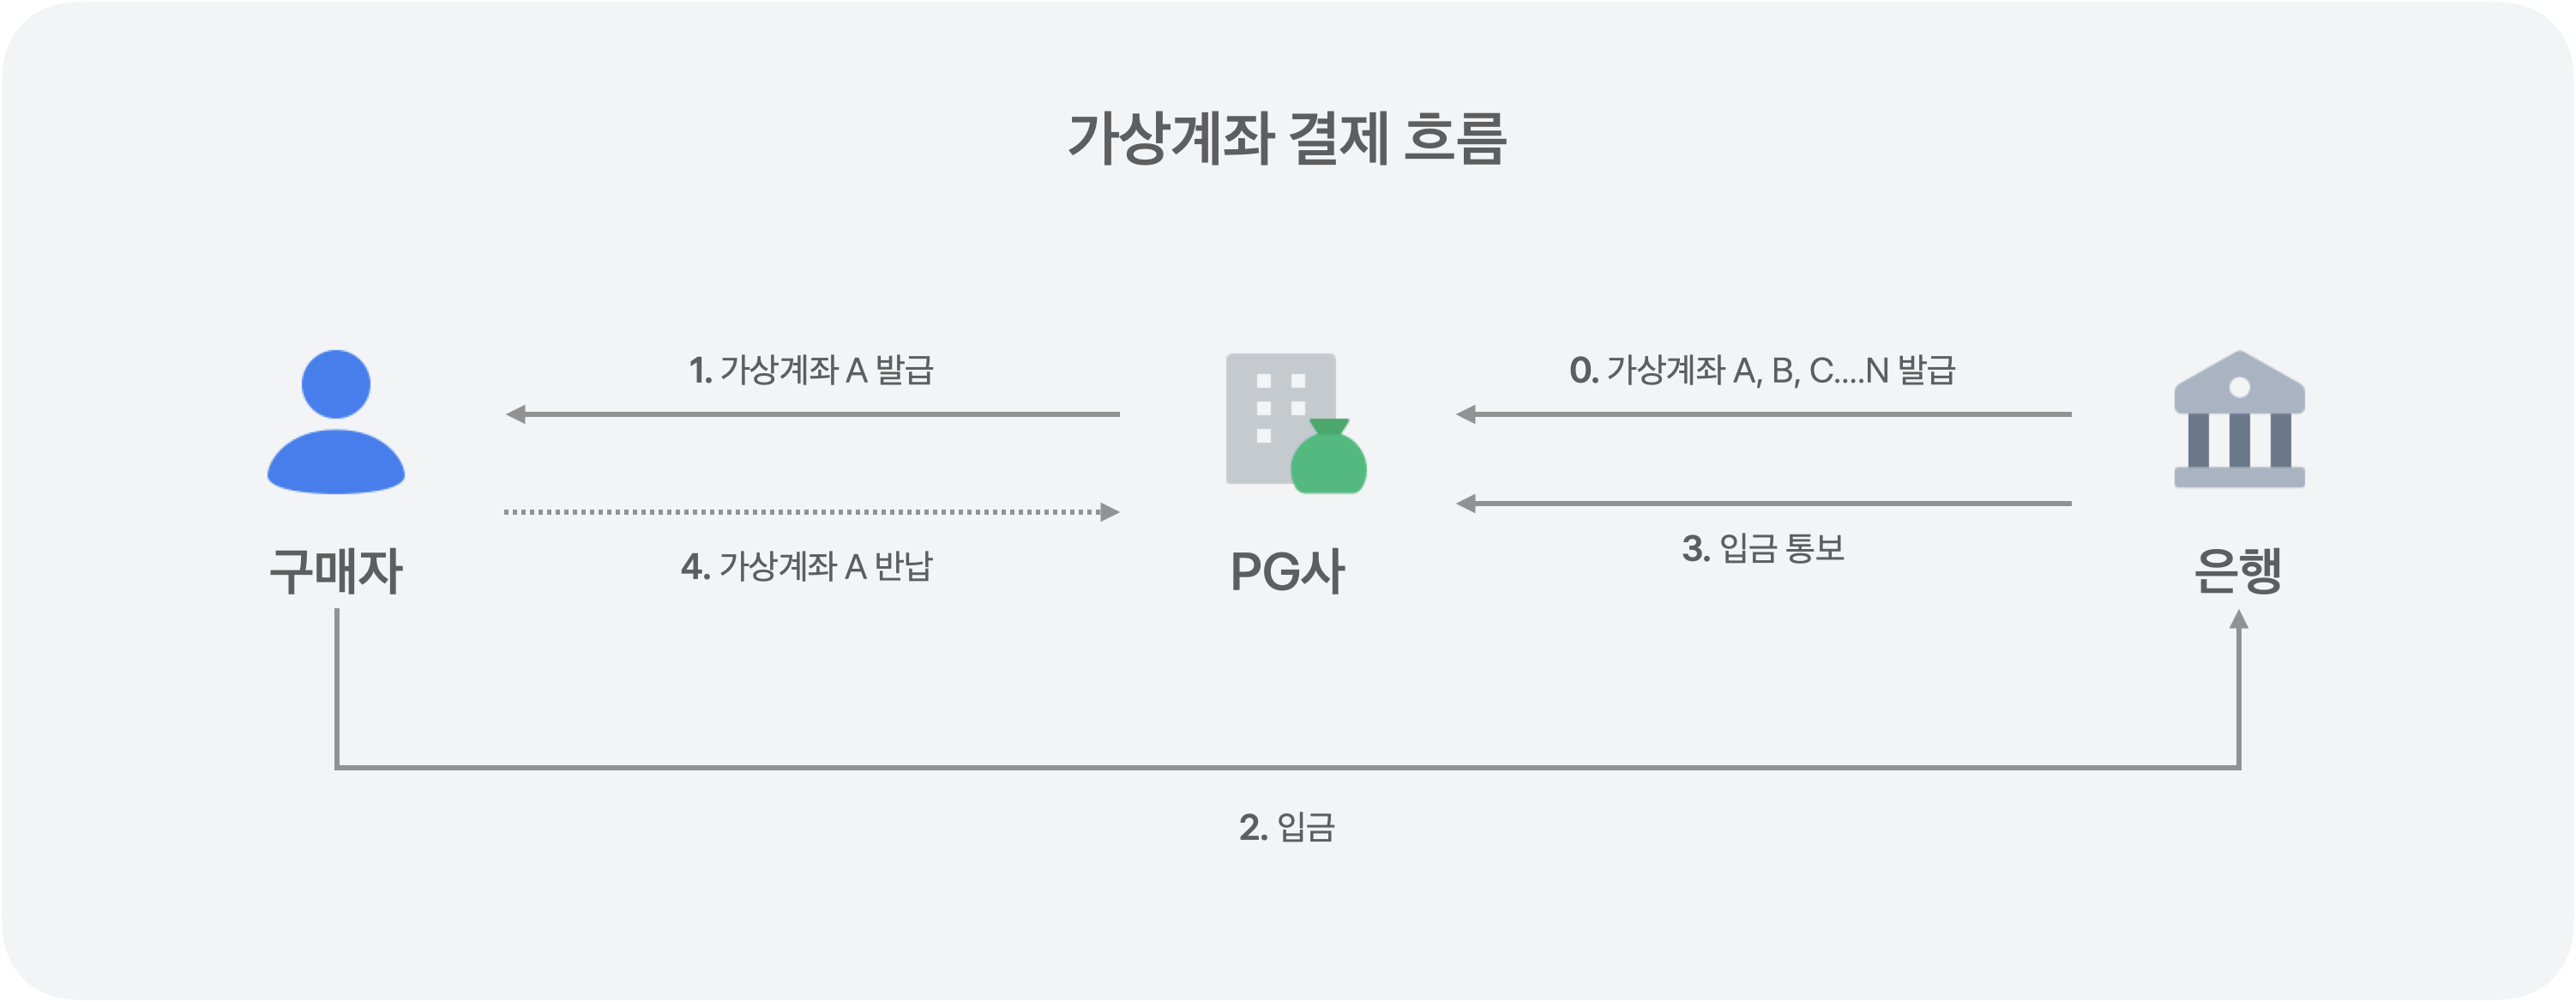 가상계좌 결제 흐름
1. 가상계좌 A 발급
0. 가상계좌 A, B, C....N 발급
4. 가상계좌 A 반납
3. 입금 통보
구매자
PG사
은행
2. 입금